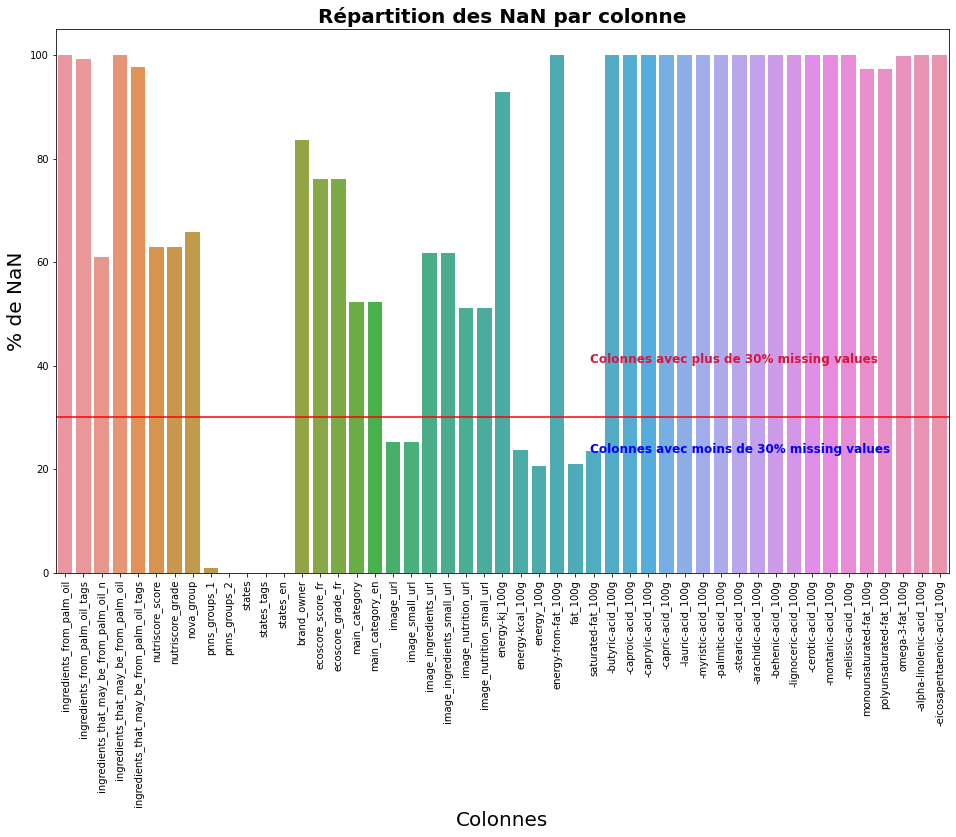 Répartition des NaN par colonne
% de NaN
100
80
60
40
20
0
Colonnes avec plus de 30% missing values
Colonnes avec moins de 30% missing values
ingredients_from_palm_oil
ingredients_from_palm_oil_tags
ingredients_that_may_be_from_palm_oil_n
ingredients_that_may_be_from_palm_oil
ingredients_that_may_be_from_palm_oil_tags
nutriscore_score
nutriscore_grade
nova_group
pnns_groups_1
pnns_groups_2
states
states_tags
states_en
brand_owner
ecoscore_score_fr
ecoscore_grade_fr
main_category
main_category_en
image_url
image_small_url
image_ingredients_url
image_ingredients_small_url
image_nutrition_url
image_nutrition_small_url
energy-kj_100g
energy-kcal_100g
energy_100g
energy-from-fat_100g
fat_100g
saturated-fat_100g
-butyric-acid_100g
-caproic-acid_100g
-caprylic-acid_100g
-capric-acid_100g
-lauric-acid_100g
-myristic-acid_100g
-palmitic-acid_100g
-stearic-acid_100g
-arachidic-acid_100g
-behenic-acid_100g
-lignoceric-acid_100g
-cerotic-acid_100g
-montanic-acid_100g
-melissic-acid_100g
monounsaturated-fat_100g
polyunsaturated-fat_100g
omega-3-fat_100g
-alpha-linolenic-acid_100g
-eicosapentaenoic-acid_100g
Colonnes